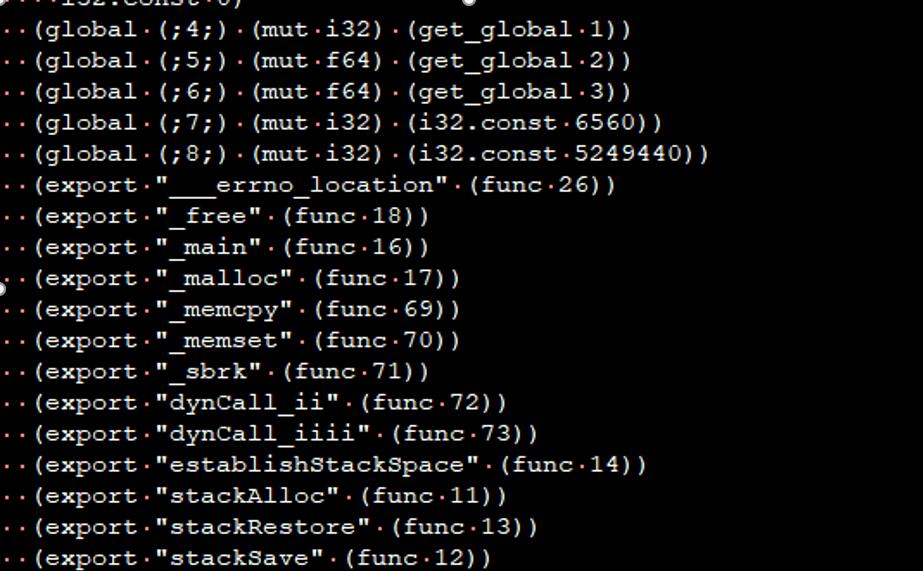 i32.const 0)
(global (;4;) (mut i32) (get_global 1))
(global (;5;) (mut f64) (get_global 2))
(global (;6;) (mut f64) (get_global 3))
(global (;7;) (mut i32) (i32.const 6560))
(global (;8;) (mut i32) (i32.const 5249440))
(export "___errno_location" (func 26))
(export "_free" (func 18))
(export "_main" (func 16))
(export "_malloc" (func 17))
(export "_memcpy" (func 69))
(export "_memset" (func 70))
(export "_sbrk" (func 71))
(export "dynCall_ii" (func 72))
(export "dynCall_iiii" (func 73))
(export "establishStackSpace" (func 14))
(export "stackAlloc" (func 11))
(export "stackRestore" (func 13))
(export "stackSave" (func 12))